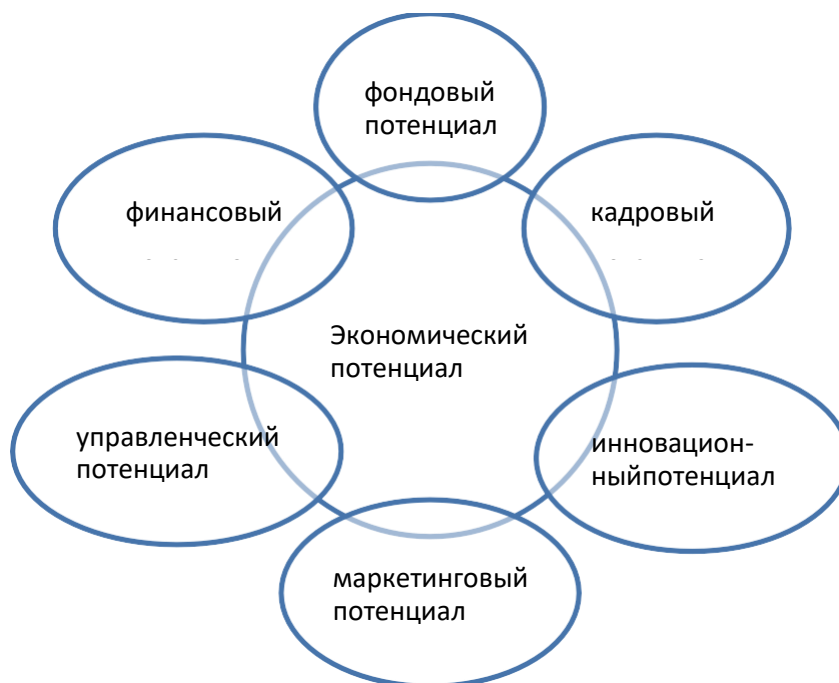 фондовый
потенциал
финансовый
кадровый
Экономический
потенциал
управленческий
потенциал
инновацион-
ныйпотенциал
маркетинговый
потенциал